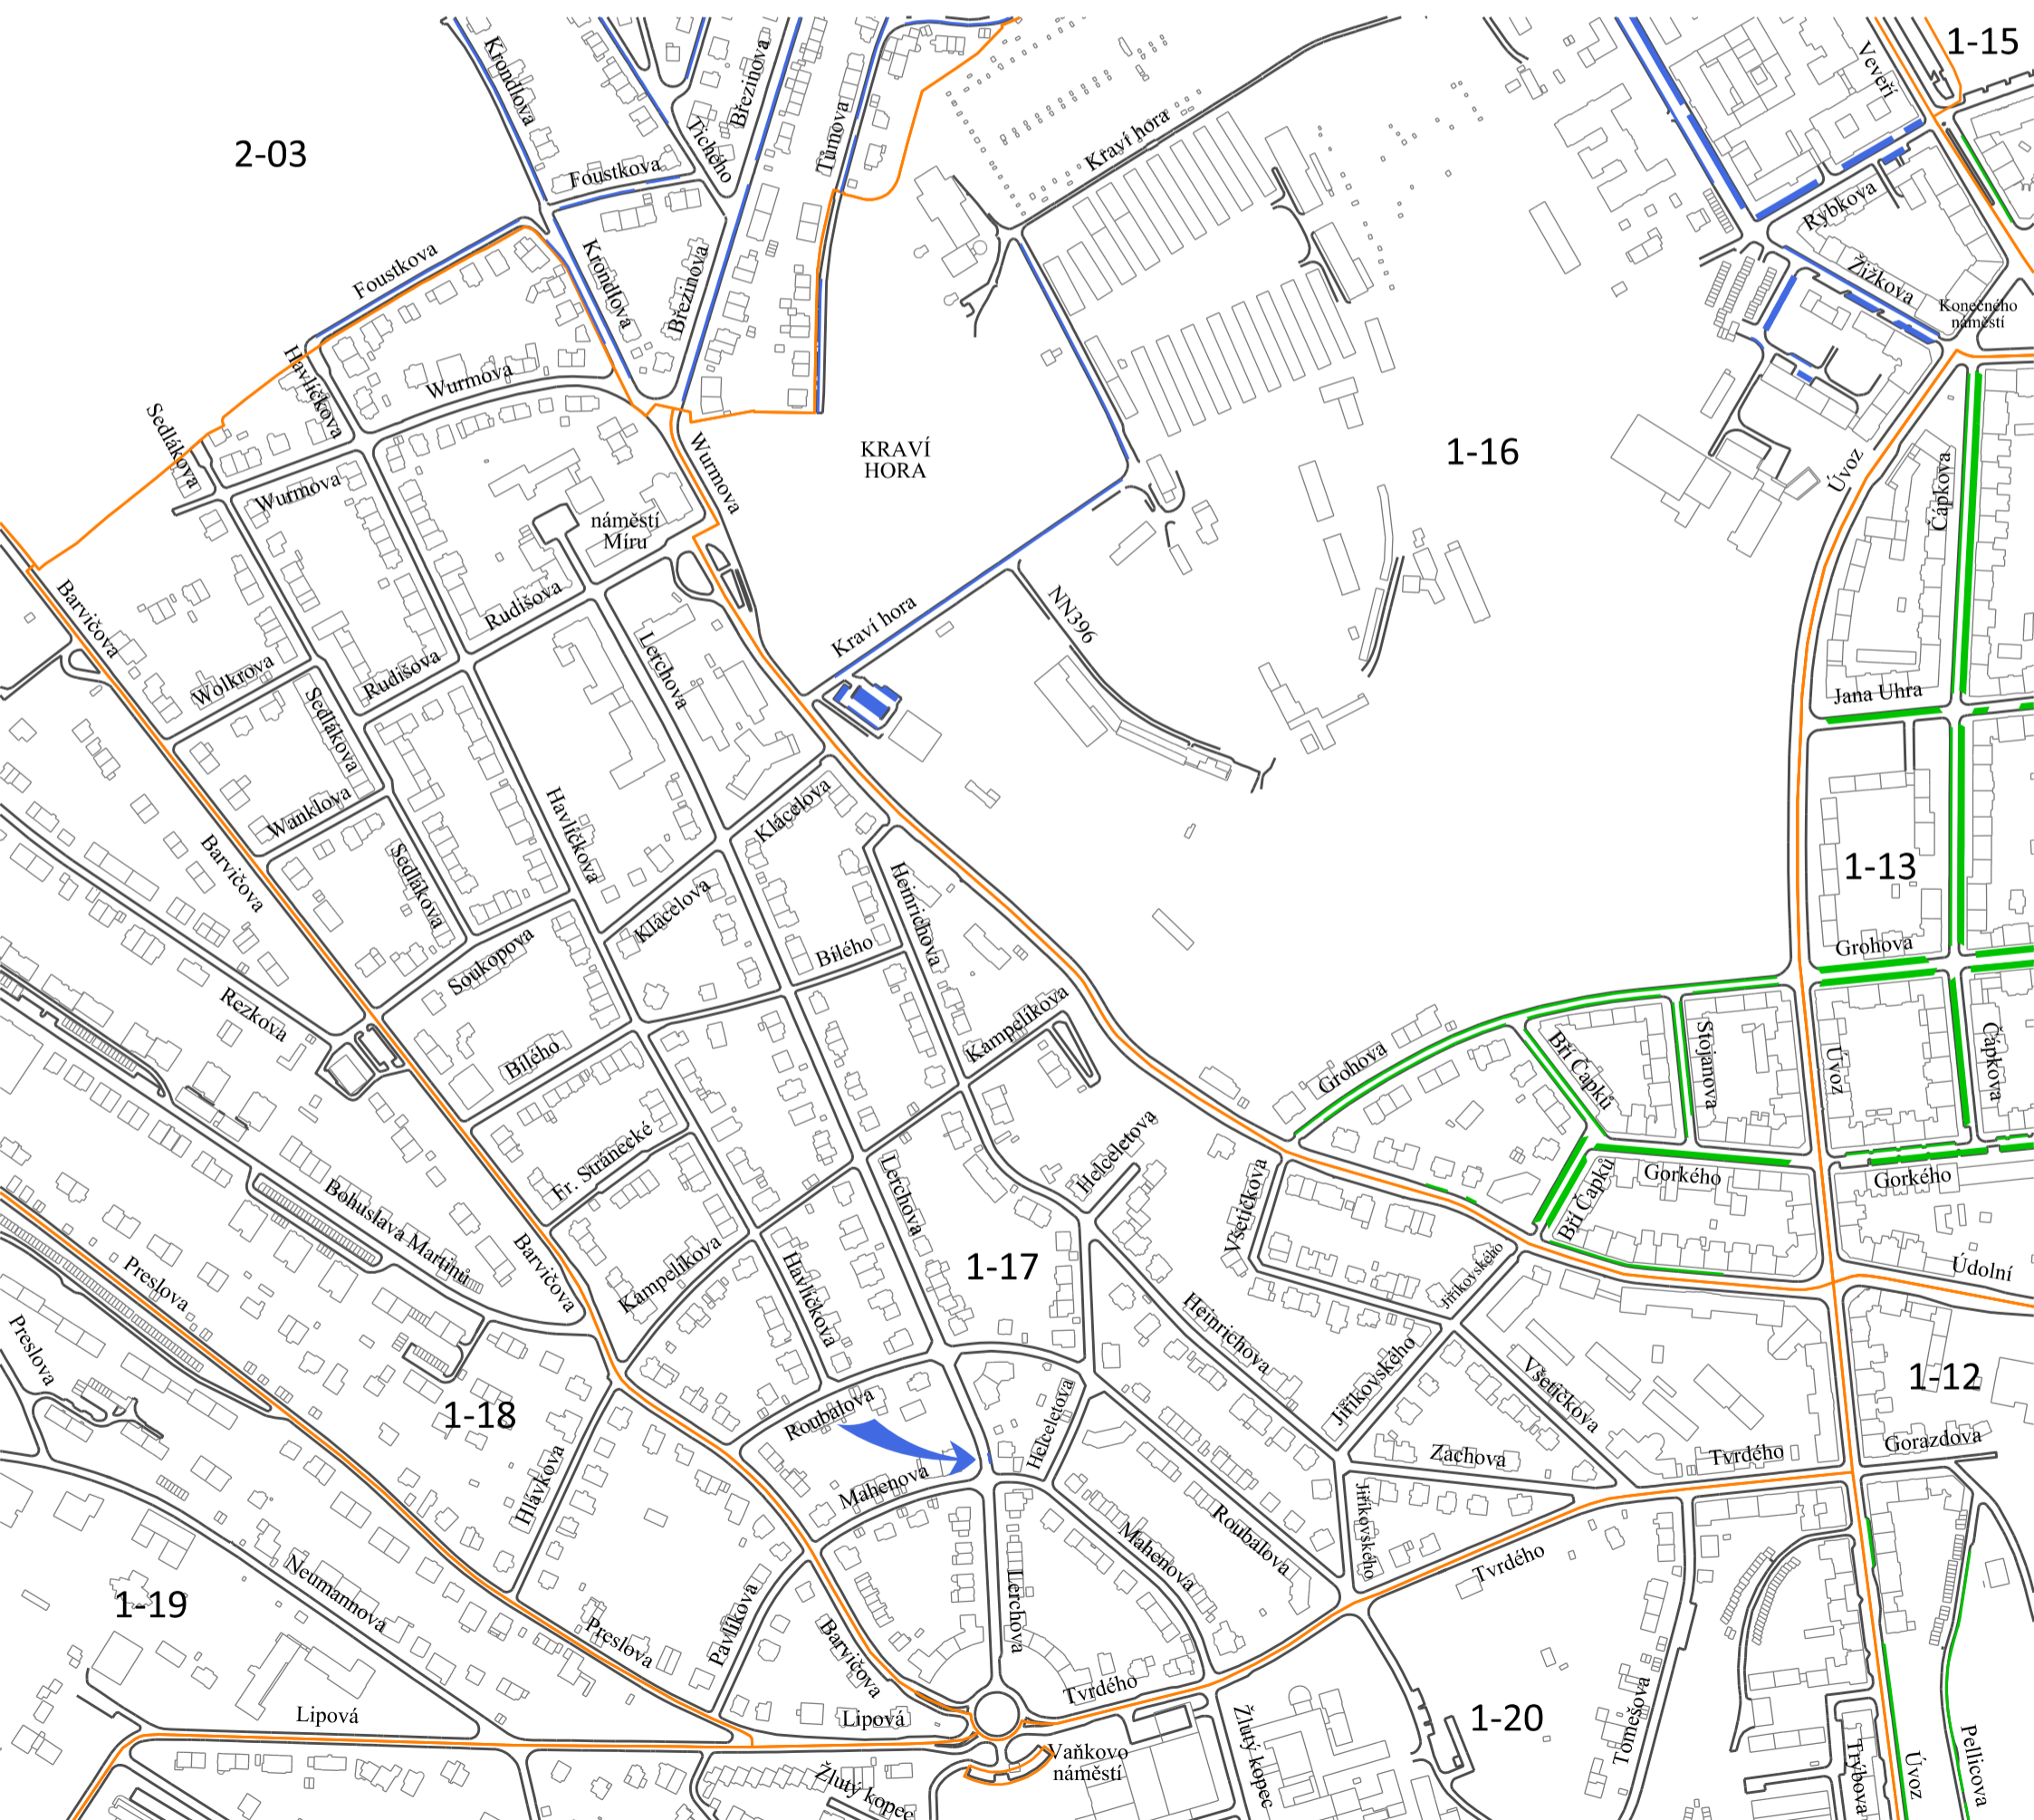 1-15
Veveří
Krondlova
Březinova
Tůmova
Tichého
Kraví hora
2-03
Foustkova
Rybkova
Foustkova
Krondlova
Březinova
Žižkova
Konečného
náměstí
Havlíčkova
Wurmova
Sedlákova
Wurmova
KRAVÍ
HORA
1-16
Úvoz
Čápkova
Wurmova
náměstí
Míru
Barvičova
Rudišova
Kraví hora
NN396
Lerchova
Wolkrova
Rudišova
Sedlákova
Jana Uhra
Wanklova
Havlíčkova
Klácelova
Barvičova
Sedlákova
Klácelova
Heinrichova
1-13
Soukopova
Bílého
Grohova
Rezkova
Kampelíkova
Bílého
Grohova
Bří Čapků
Stojanova
Úvoz
Čápkova
Fr. Stránecké
Helceletova
Bohuslava Martinů
Lerchova
Všetičkova
Bří Čapků
Gorkého
Gorkého
Preslova
Barvičova
Kampelíkova
Havlíčkova
1-17
Jiříkovského
Údolní
Preslova
Heinrichova
Jiříkovského
Všetičkova
1-12
1-18
Roubalova
Helceletova
Zachova
Tvrdého
Gorazdova
Hlávkova
Mahenova
Jiříkovského
Mahenova
Roubalova
Tvrdého
1-19
Neumannova
Preslova
Pavlíkova
Barvičova
Lerchova
Tvrdého
Lipová
Lipová
Žlutý kopec
1-20
Tomešova
Vaňkovo
náměstí
Žlutý kopec
Trýbova
Úvoz
Pellicova